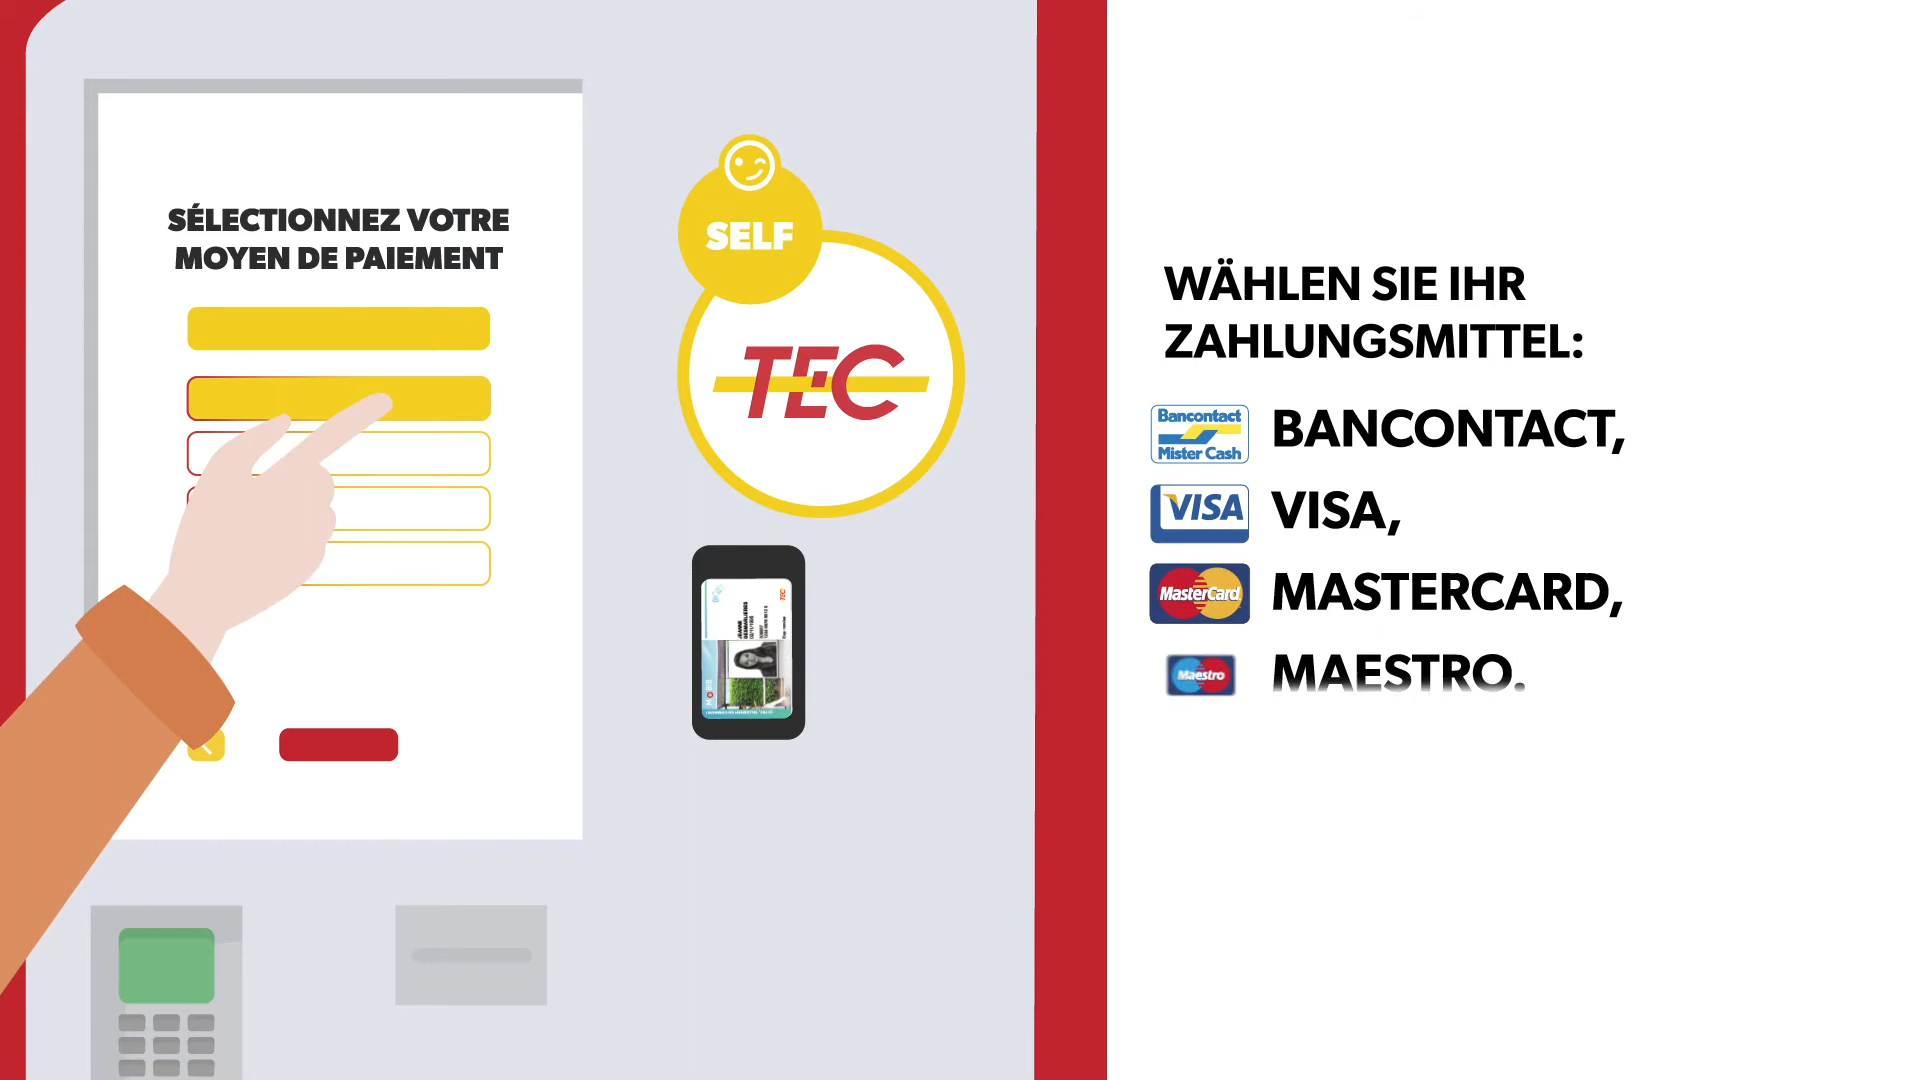 SÉLECTIONNEZ VOTRE
MOYEN DE PAIEMENT
SELF
TEC
WÄHLEN SIE IHR
ZAHLUNGSMITTEL:
Bancontact
Mister Cash
BANCONTACT,
VISA
VISA,
MasterCard
MASTERCARD,
Maestro
MAESTRO.